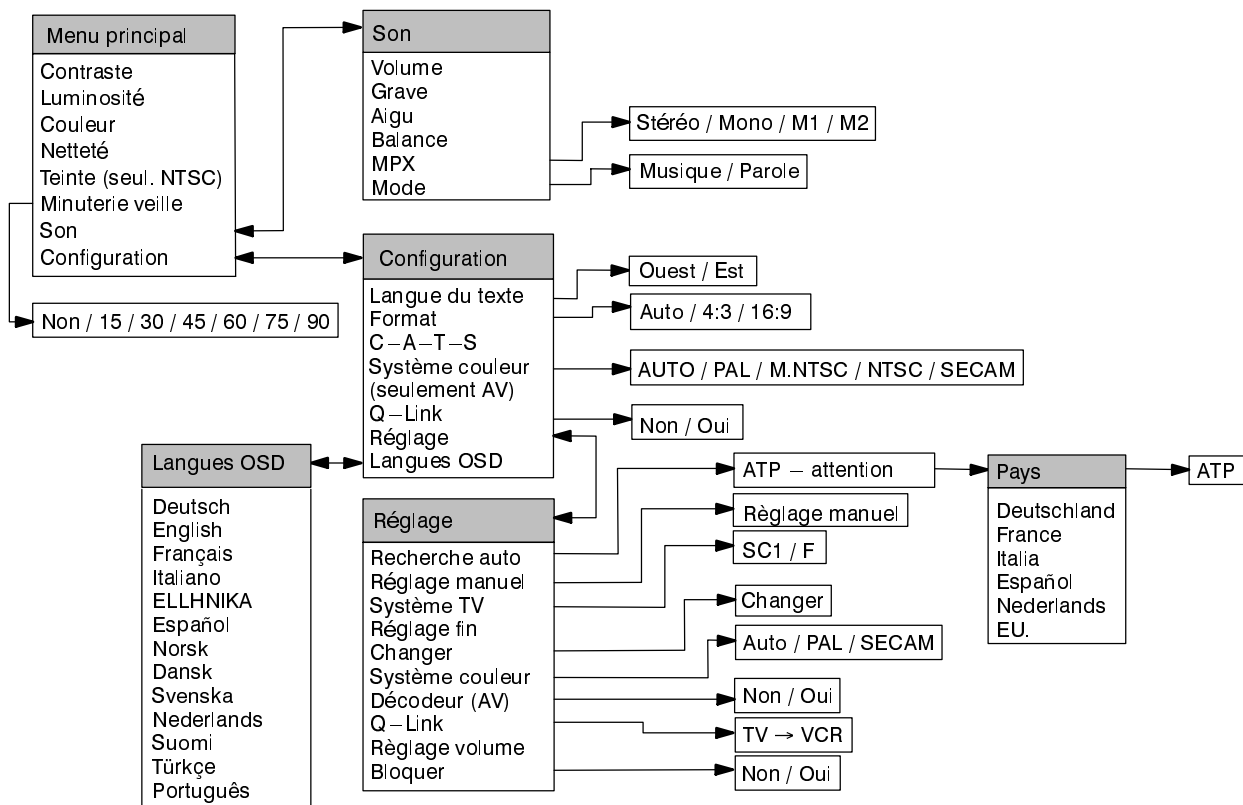 Menu principal
Contraste
Luminosité
Couleur
Netteté
Teinte (seul. NTSC)
Minuterie veille
Son
Configuration
Non / 15 / 30 / 45 / 60 / 75 / 90
Son
Volume
Grave
Aigu
Balance
MPX
Mode
Stéréo / Mono / M1 / M2
Musique / Parole
Configuration
Langue du texte
Format
C–A–T–S
Système couleur
(seulement AV)
Q–Link
Réglage
Langues OSD
Ouest / Est
Auto / 4:3 / 16:9
AUTO / PAL / M.NTSC / NTSC / SECAM
Non / Oui
Langues OSD
Deutsch
English
Français
Italiano
ELLHNIKA
Español
Norsk
Dansk
Svenska
Nederlands
Suomi
Türkçe
Português
Réglage
Recherche auto
Réglage manuel
Système TV
Réglage fin
Changer
Système couleur
Décodeur (AV)
Q–Link
Règlage volume
Bloquer
ATP – attention
Règlage manuel
SC1 / F
Changer
Auto / PAL / SECAM
Non / Oui
TV → VCR
Non / Oui
Pays
Deutschland
France
Italia
Español
Nederlands
EU.
ATP